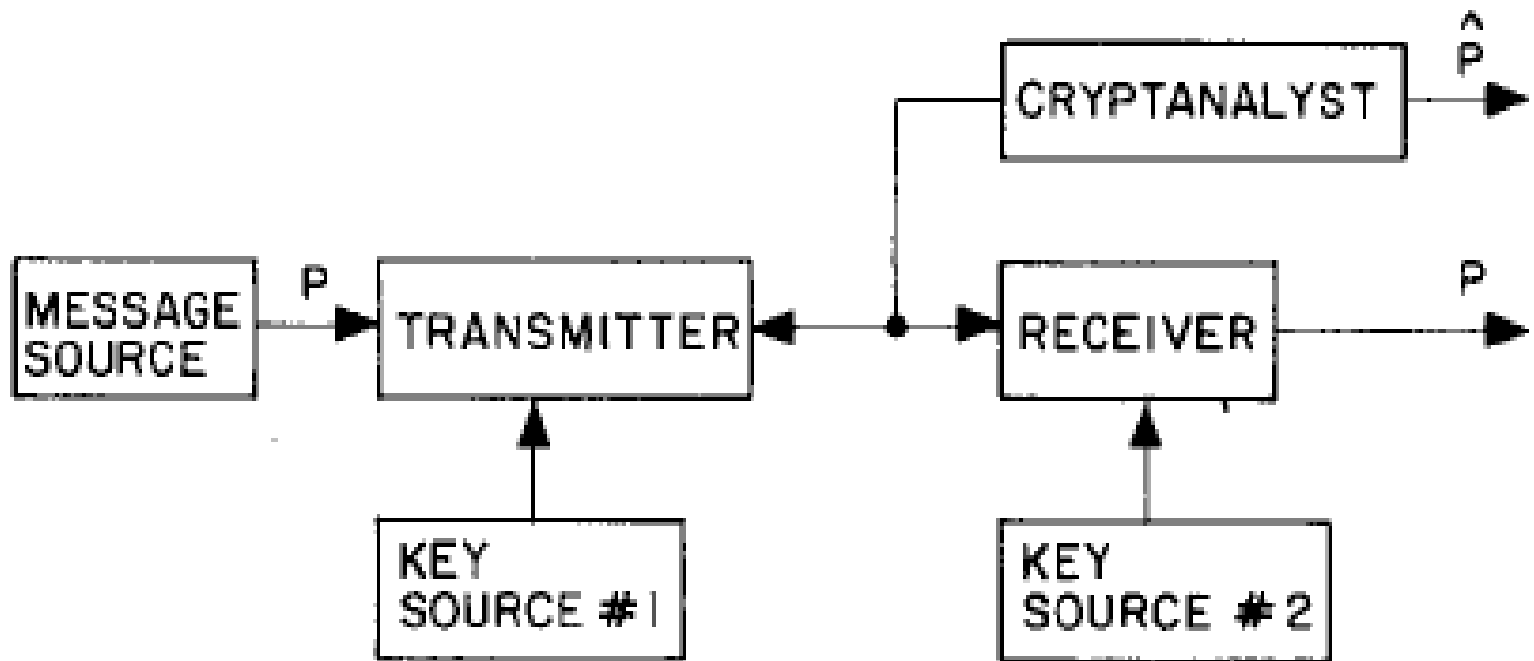 ^
P
CRYPTANALYST
P
P
MESSAGE
SOURCE
TRANSMITTER
RECEIVER
KEY
SOURCE #1
KEY
SOURCE #2